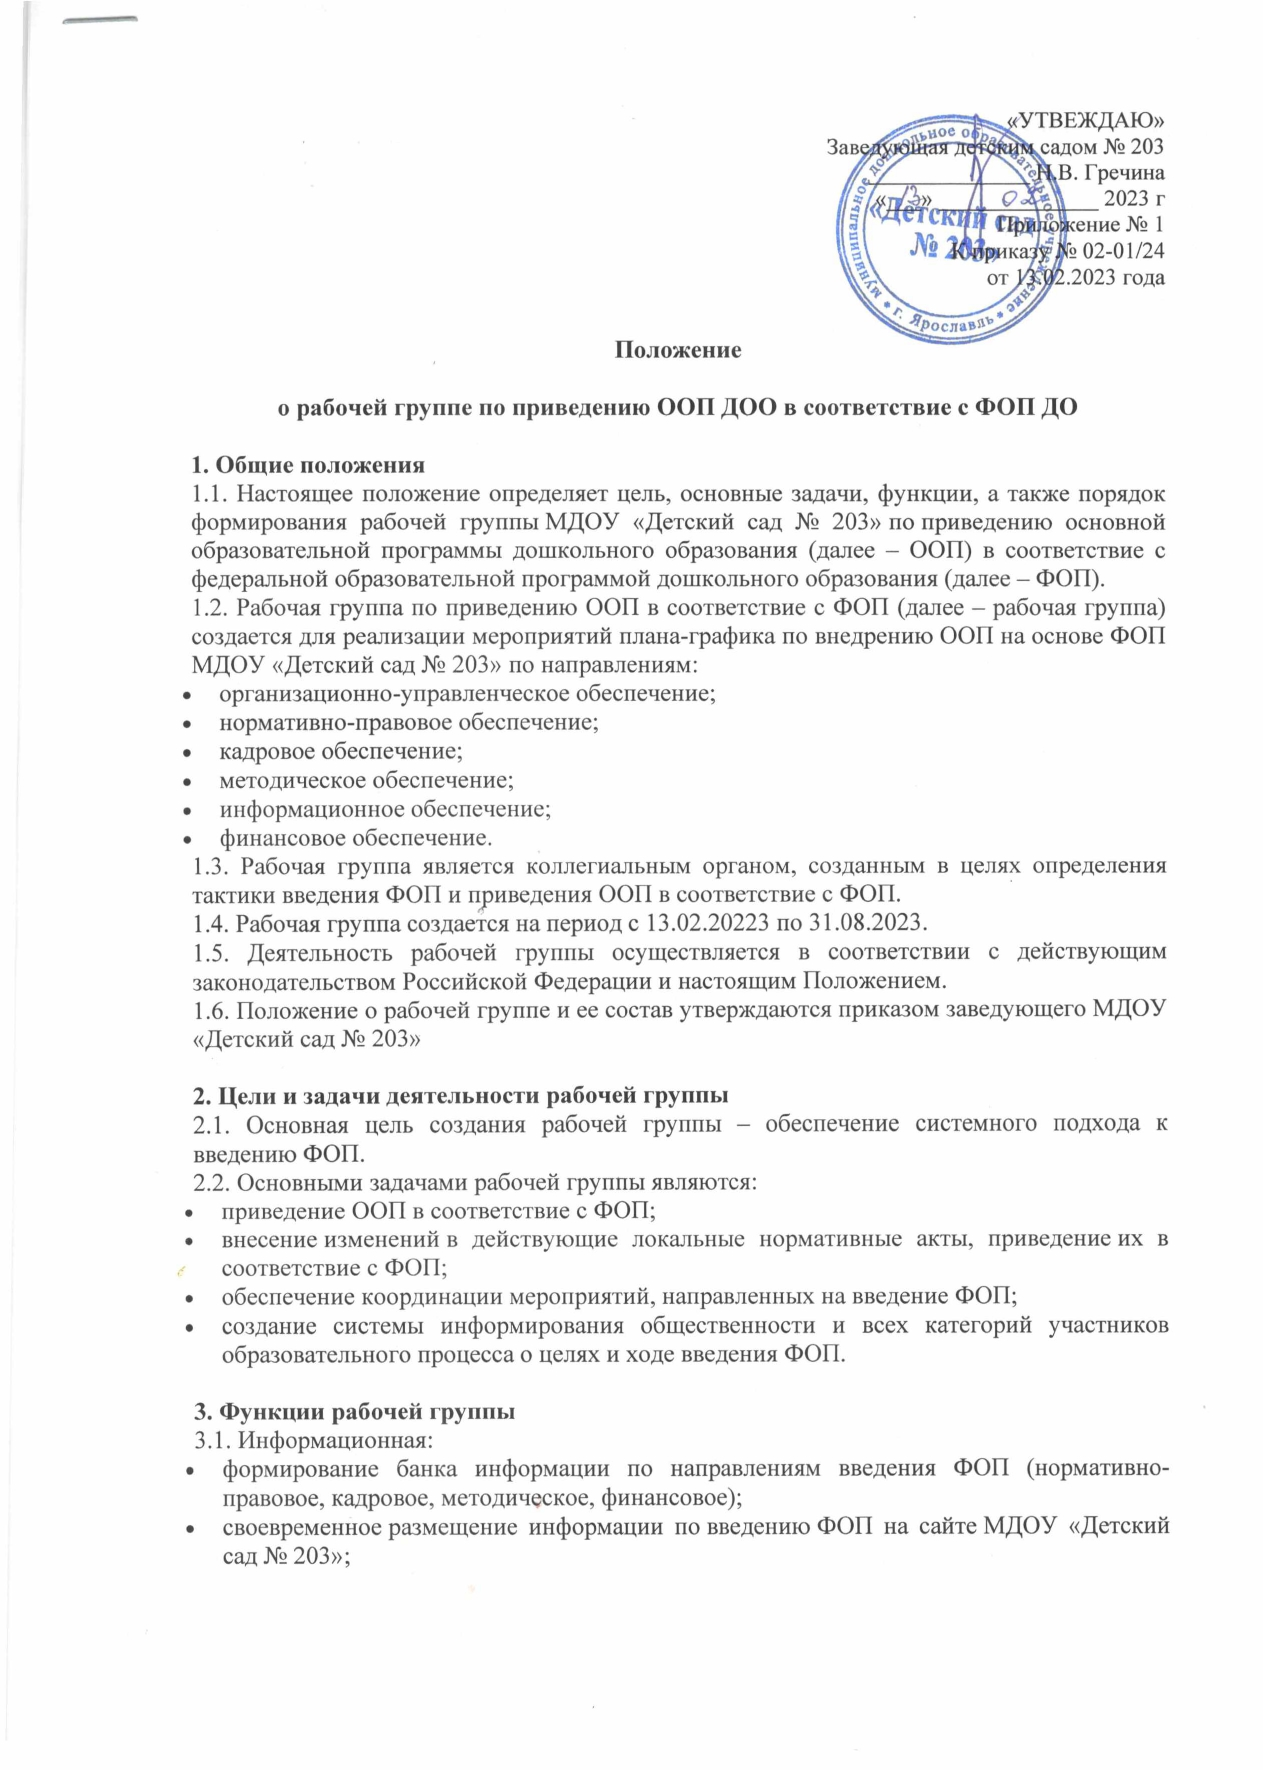 «УТВЕРЖДАЮ»
Заведующая детским садом № 203
______________ Н.В. Гречина
«13» 02 2023 г
Приложение № 1
К приказу № 02-01/24
от 13.02.2023 года
муниципальное дошкольное образовательное учреждение • г. Ярославль •
«Детский сад
№ 203»
Положение
о рабочей группе по приведению ООП ДОО в соответствие с ФОП ДО
1. Общие положения
1.1. Настоящее положение определяет цель, основные задачи, функции, а также порядок
формирования рабочей группы МДОУ «Детский сад № 203» по приведению основной
образовательной программы дошкольного образования (далее – ООП) в соответствие с
федеральной образовательной программой дошкольного образования (далее – ФОП).
1.2. Рабочая группа по приведению ООП в соответствие с ФОП (далее – рабочая группа)
создается для реализации мероприятий плана-графика по внедрению ООП на основе ФОП
МДОУ «Детский сад № 203» по направлениям:
• организационно-управленческое обеспечение;
• нормативно-правовое обеспечение;
• кадровое обеспечение;
• методическое обеспечение;
• информационное обеспечение;
• финансовое обеспечение.
1.3. Рабочая группа является коллегиальным органом, созданным в целях определения
тактики введения ФОП и приведения ООП в соответствие с ФОП.
1.4. Рабочая группа создается на период с 13.02.20223 по 31.08.2023.
1.5. Деятельность рабочей группы осуществляется в соответствии с действующим
законодательством Российской Федерации и настоящим Положением.
1.6. Положение о рабочей группе и ее состав утверждаются приказом заведующего МДОУ
«Детский сад № 203»
2. Цели и задачи деятельности рабочей группы
2.1. Основная цель создания рабочей группы – обеспечение системного подхода к
введению ФОП.
2.2. Основными задачами рабочей группы являются:
• приведение ООП в соответствие с ФОП;
• внесение изменений в действующие локальные нормативные акты, приведение их в
соответствие с ФОП;
• обеспечение координации мероприятий, направленных на введение ФОП;
• создание системы информирования общественности и всех категорий участников
образовательного процесса о целях и ходе введения ФОП.
3. Функции рабочей группы
3.1. Информационная:
• формирование банка информации по направлениям введения ФОП (нормативно-
правовое, кадровое, методическое, финансовое);
• своевременное размещение информации по введению ФОП на сайте МДОУ «Детский
сад № 203»;